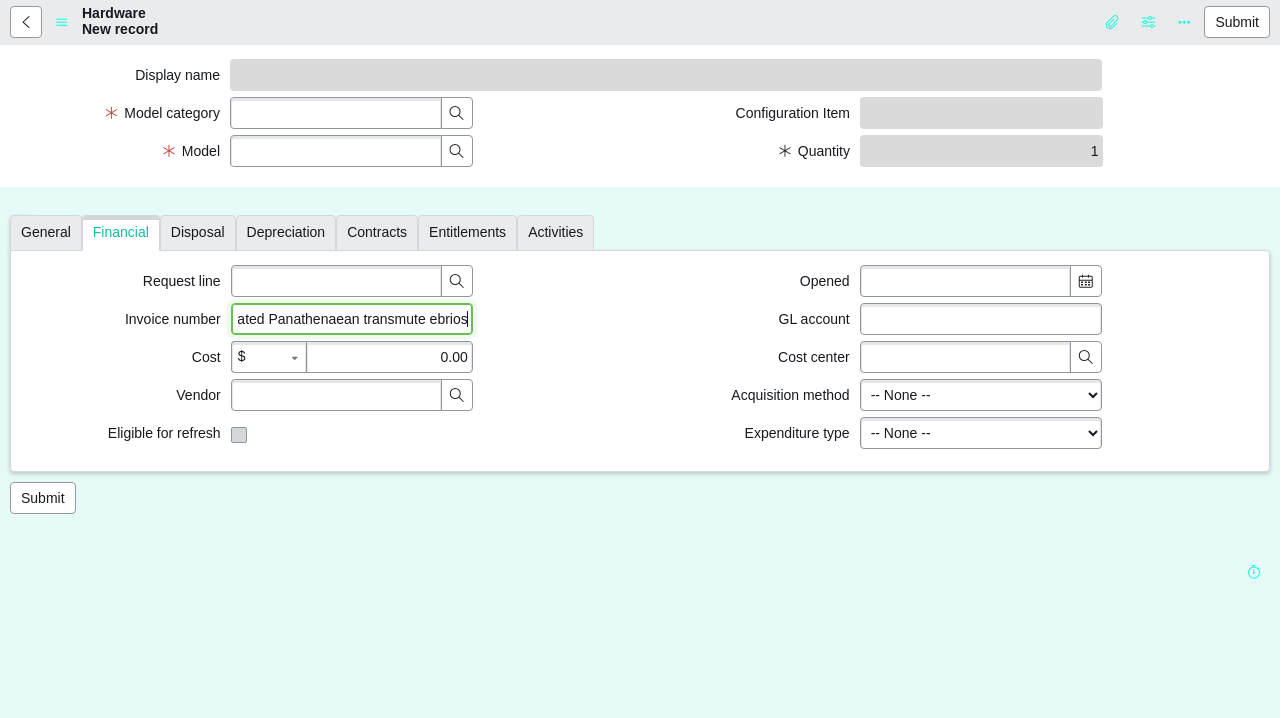 Hardware
New record
Submit
Display name
Model category
Configuration Item
Model
Quantity 1
General Financial Disposal Depreciation Contracts Entitlements Activities
Request line
Opened
Invoice number ated Panathenaean transmute ebrios
GL account
Cost $ 0.00
Cost center
Vendor
Acquisition method -- None --
Eligible for refresh
Expenditure type -- None --
Submit